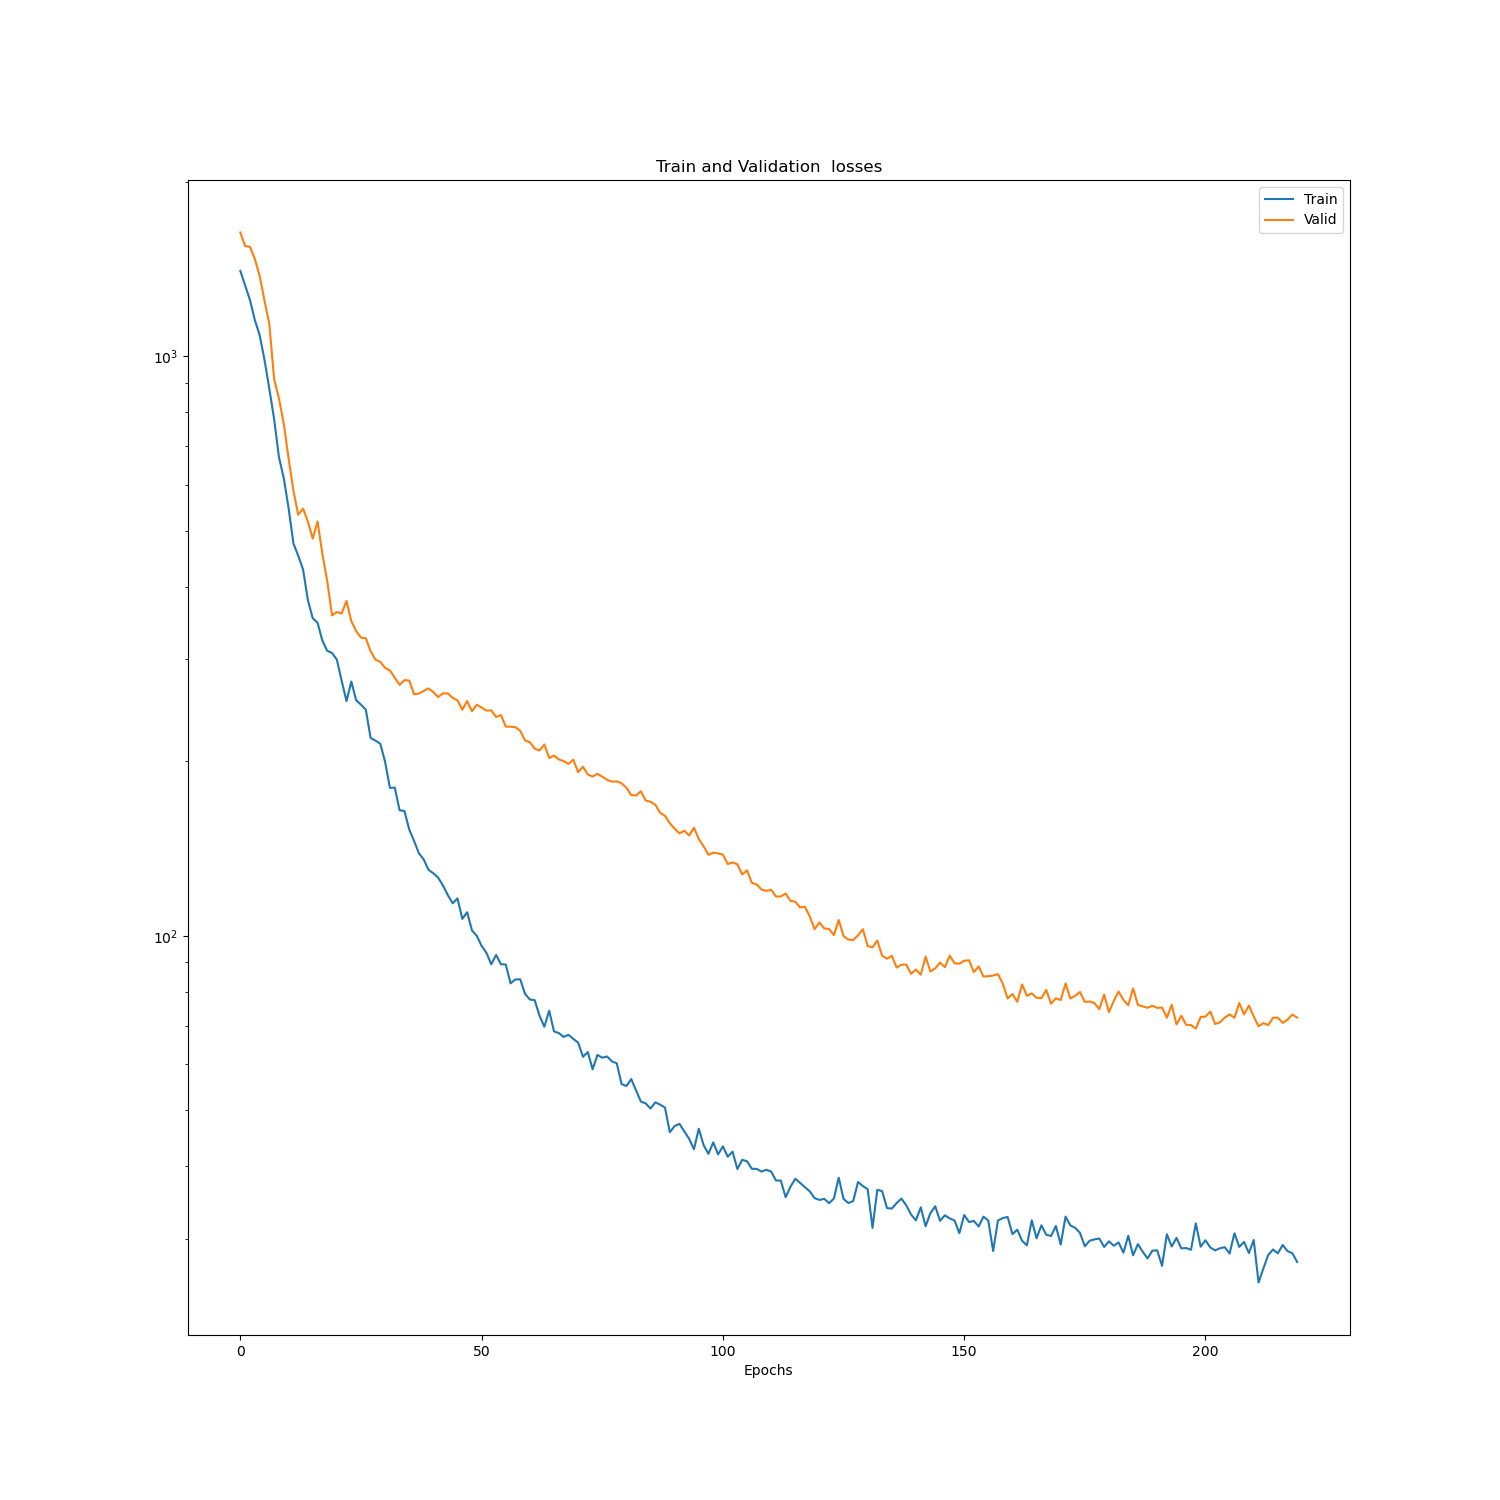 Train and Validation  losses
Train
Valid
10³
10²
0 50 100 150 200
Epochs